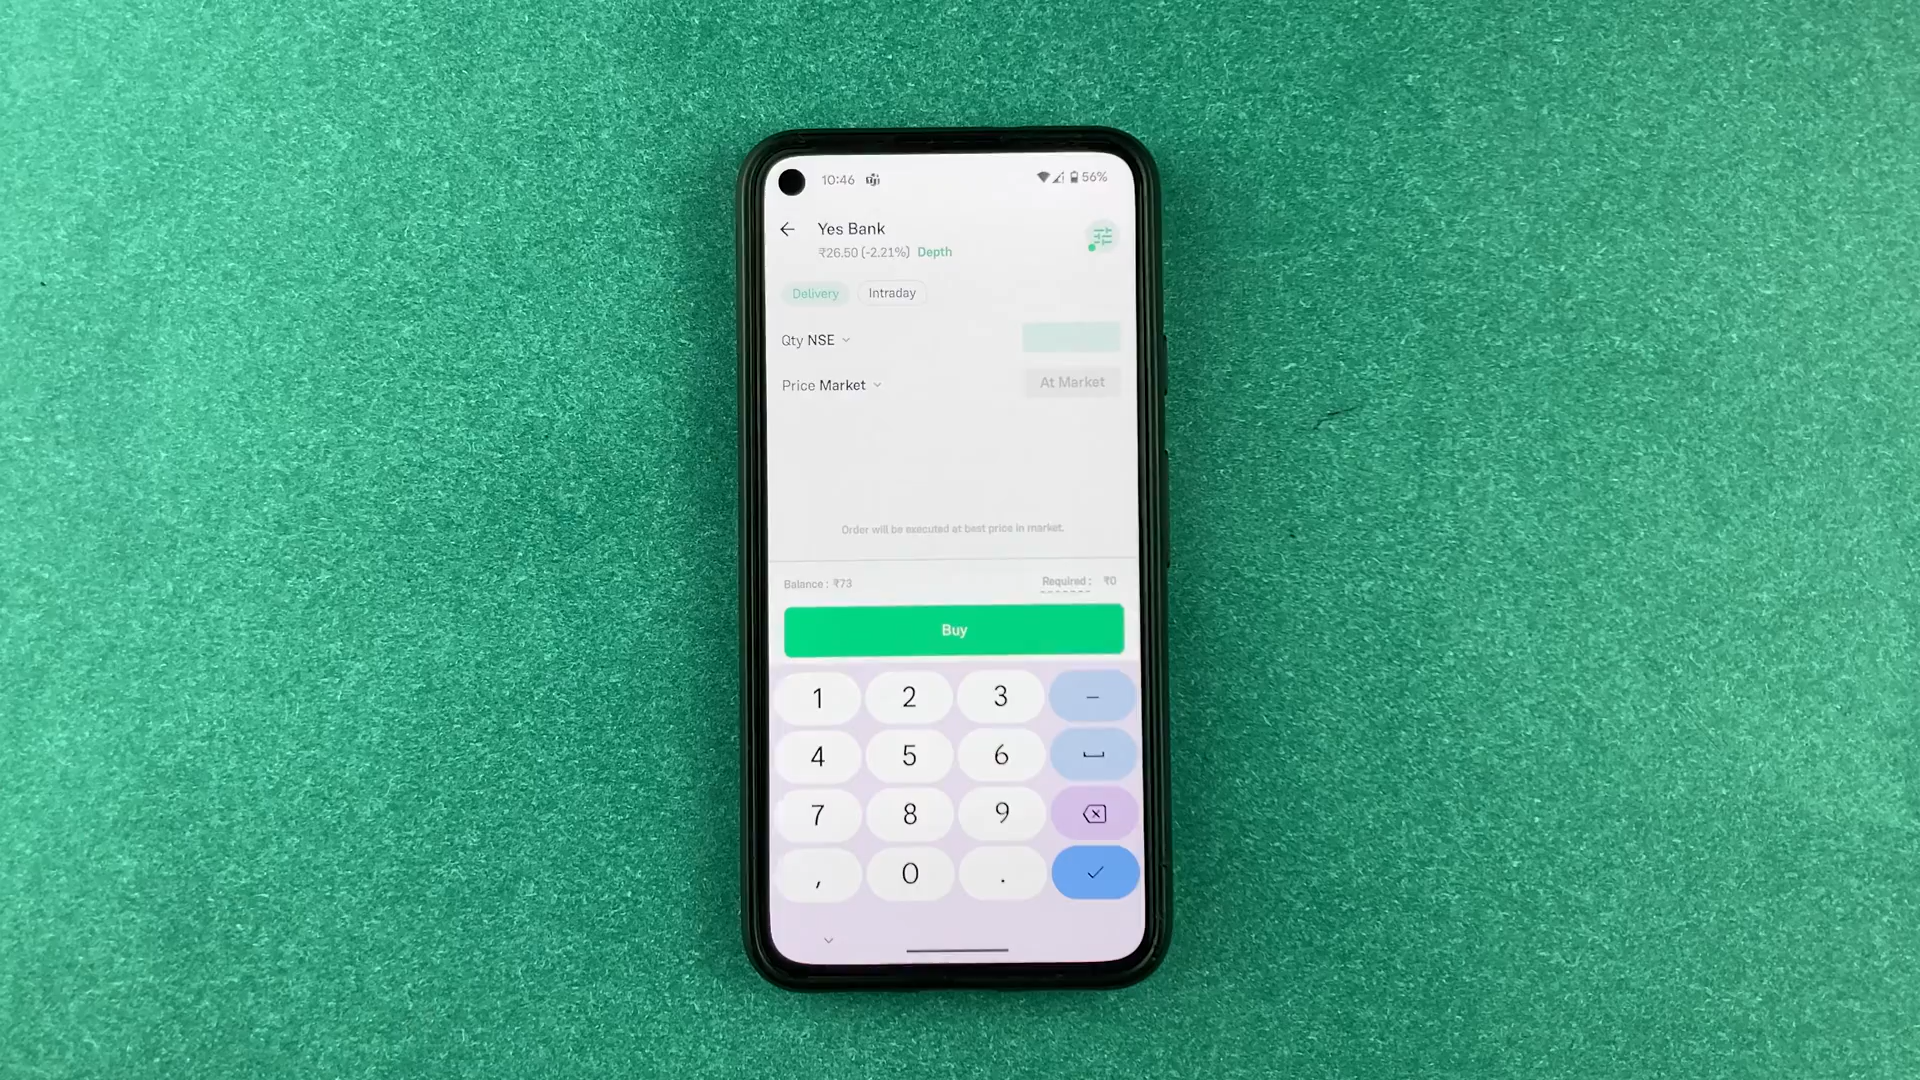 10:46 56%
Yes Bank
₹26.50 (-2.21%) Depth
Delivery Intraday
Qty NSE
Price Market At Market
Order will be executed at best price in market.
Balance : ₹73 Required : ₹0
Buy
1 2 3 –
4 5 6
7 8 9
, 0 .